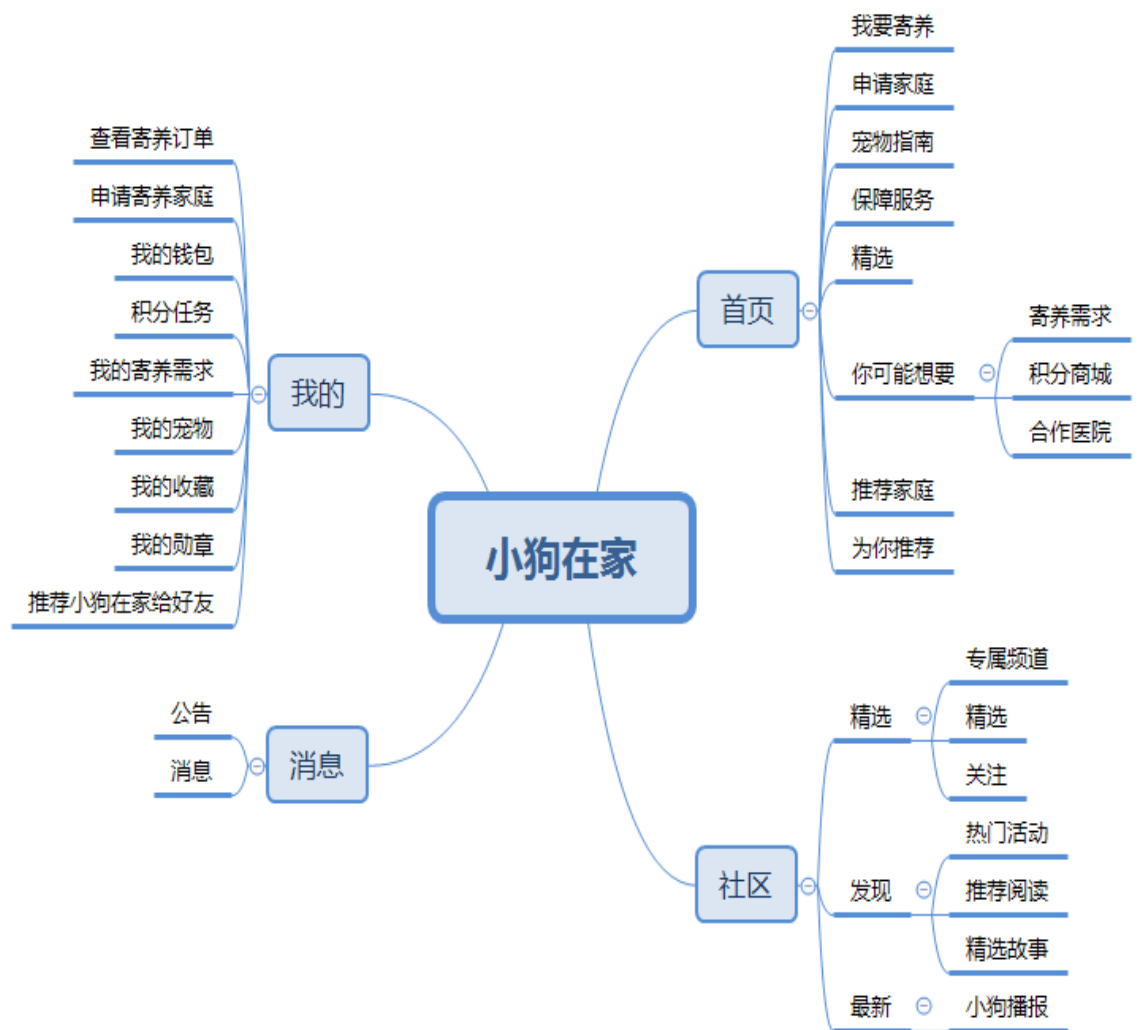 小狗在家
首页
我要寄养
申请家庭
宠物指南
保障服务
精选
你可能想要
寄养需求
积分商城
合作医院
推荐家庭
为你推荐
社区
精选
专属频道
精选
关注
发现
热门活动
推荐阅读
精选故事
最新
小狗播报
我的
查看寄养订单
申请寄养家庭
我的钱包
积分任务
我的寄养需求
我的宠物
我的收藏
我的勋章
推荐小狗在家给好友
消息
公告
消息